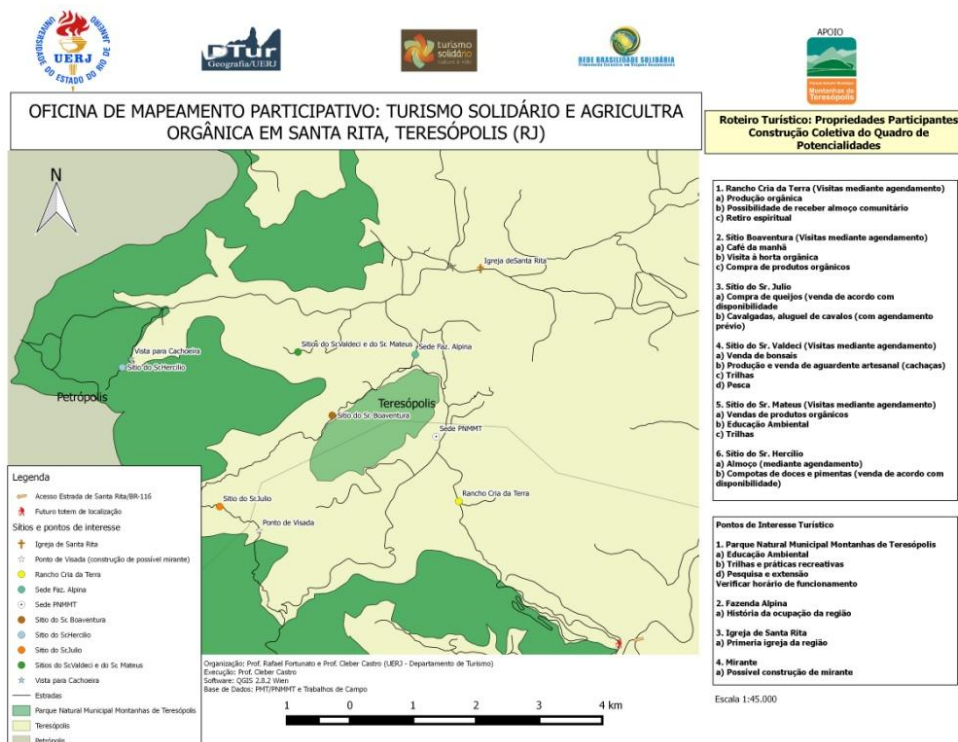 UNIVERSIDADE DO ESTADO DO RIO DE JANEIRO
UERJ
DTur
Geografia/UERJ
turismo
solidário
REDE BRASILIDADE SOLIDÁRIA
APOIO
Montanhas de
Teresópolis
OFICINA DE MAPEAMENTO PARTICIPATIVO: TURISMO SOLIDÁRIO E AGRICULTRA
ORGÂNICA EM SANTA RITA, TERESÓPOLIS (RJ)
Roteiro Turístico: Propriedades Participantes
Construção Coletiva do Quadro de
Potencialidades
N
Igreja deSanta Rita
Vista para Cachoeira
Sítio do Sr.Hercílio
Sítios do Sr.Valdeci e do Sr. Mateus
Sede Faz. Alpina
Petrópolis
Teresópolis
Sítio do Sr. Boaventura
Sede PNMMT
Sítio do Sr.Julio
Rancho Cria da Terra
Ponto de Visada
1. Rancho Cria da Terra (Visitas mediante agendamento)
a) Produção orgânica
b) Possibilidade de receber almoço comunitário
c) Retiro espiritual
2. Sítio Boaventura (Visitas mediante agendamento)
a) Café da manhã
b) Visita à horta orgânica
c) Compra de produtos orgânicos
3. Sítio do Sr. Julio
a) Compra de queijos (venda de acordo com
disponibilidade
b) Cavalgadas, aluguel de cavalos (com agendamento
prévio)
4. Sítio do Sr. Valdeci (Visitas mediante agendamento)
a) Venda de bonsais
b) Produção e venda de aguardente artesanal (cachaças)
c) Trilhas
d) Pesca
5. Sítio do Sr. Mateus (Visitas mediante agendamento)
a) Vendas de produtos orgânicos
b) Educação Ambiental
c) Trilhas
6. Sítio do Sr. Hercílio
a) Almoço (mediante agendamento)
b) Compotas de doces e pimentas (venda de acordo com
disponibilidade)
Pontos de Interesse Turístico
1. Parque Natural Municipal Montanhas de Teresópolis
a) Educação Ambiental
b) Trilhas e práticas recreativas
d) Pesquisa e extensão
Verificar horário de funcionamento
2. Fazenda Alpina
a) História da ocupação da região
3. Igreja de Santa Rita
a) Primeria igreja da região
4. Mirante
a) Possível construção de mirante
Escala 1:45.000
Legenda
Acesso Estrada de Santa Rita/BR-116
Futuro totem de localização
Sítios e pontos de interesse
Igreja de Santa Rita
Ponto de Visada (construção de possível mirante)
Rancho Cria da Terra
Sede Faz. Alpina
Sede PNMMT
Sítio do Sr. Boaventura
Sítio do Sr.Hercílio
Sítio do Sr.Julio
Sítios do Sr.Valdeci e do Sr. Mateus
Vista para Cachoeira
Estradas
Parque Natural Municipal Montanhas de Teresópolis
Teresópolis
Petrópolis
Organização: Prof. Rafael Fortunato e Prof. Cleber Castro (UERJ - Departamento de Turismo)
Execução: Prof. Cleber Castro
Software: QGIS 2.8.2 Wien
Base de Dados: PMT/PNMMT e Trabalhos de Campo
1 0 1 2 3 4 km